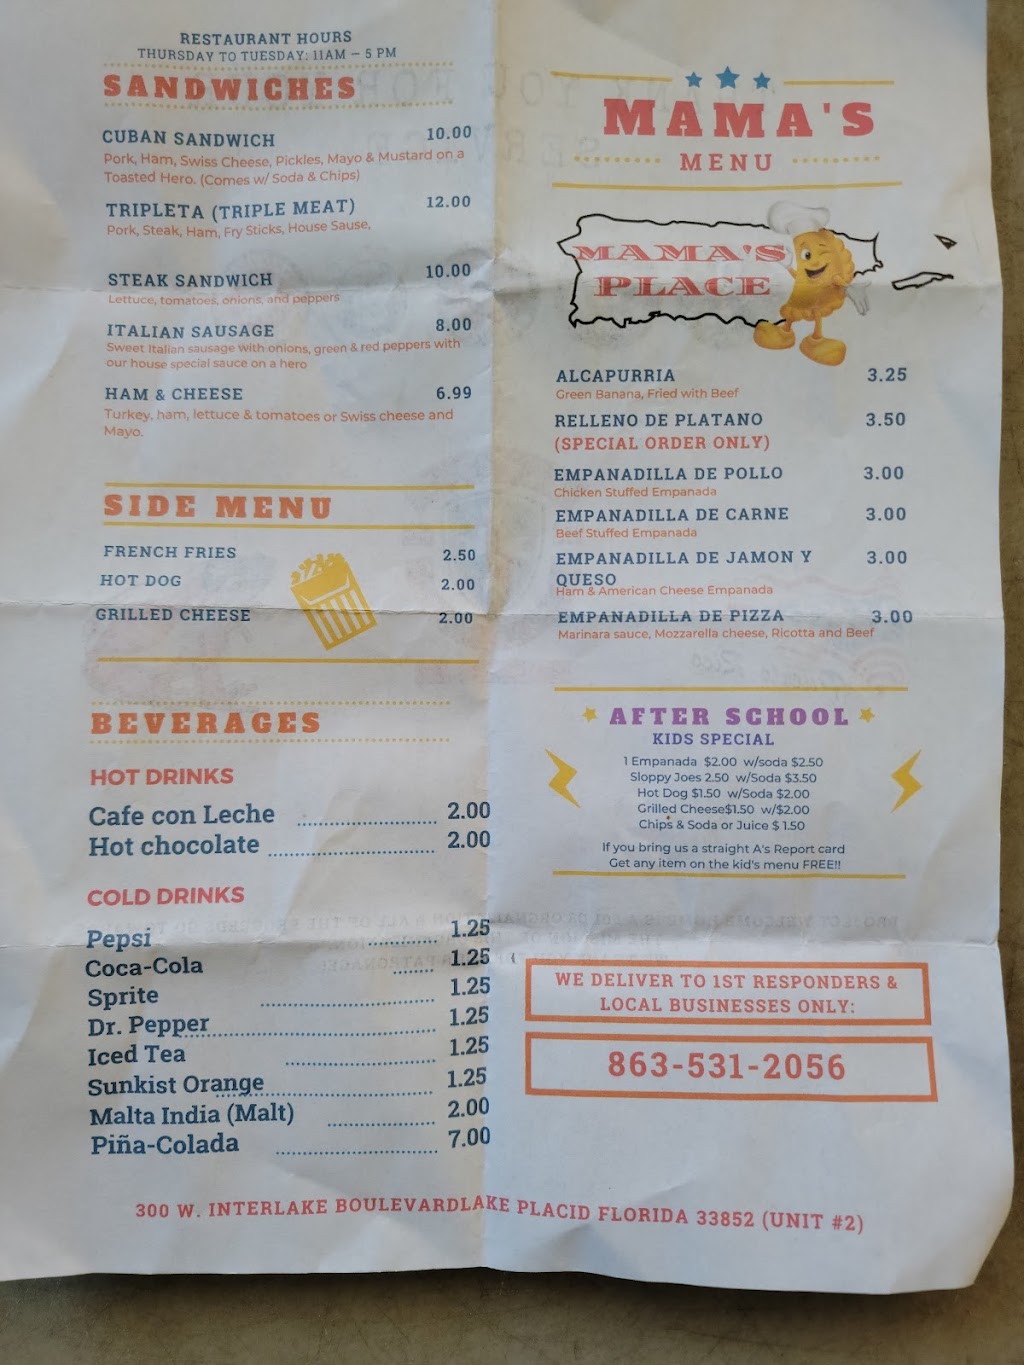 RESTAURANT HOURS
THURSDAY TO TUESDAY: 11AM – 5 PM
SANDWICHES
CUBAN SANDWICH 10.00
Pork, Ham, Swiss Cheese, Pickles, Mayo & Mustard on a
Toasted Hero. (Comes w/ Soda & Chips)
TRIPLETA (TRIPLE MEAT) 12.00
Pork, Steak, Ham, Fry Sticks, House Sause,
STEAK SANDWICH 10.00
Lettuce, tomatoes, onions, and peppers
ITALIAN SAUSAGE 8.00
Sweet Italian sausage with onions, green & red peppers with
our house special sauce on a hero
HAM & CHEESE 6.99
Turkey, ham, lettuce & tomatoes or Swiss cheese and
Mayo.
SIDE MENU
FRENCH FRIES 2.50
HOT DOG 2.00
GRILLED CHEESE 2.00
BEVERAGES
HOT DRINKS
Cafe con Leche 2.00
Hot chocolate 2.00
COLD DRINKS
Pepsi 1.25
Coca-Cola 1.25
Sprite 1.25
Dr. Pepper 1.25
Iced Tea 1.25
Sunkist Orange 1.25
Malta India (Malt) 2.00
Piña-Colada 7.00
MAMA'S
MENU
MAMA'S
PLACE
ALCAPURRIA 3.25
Green Banana, Fried with Beef
RELLENO DE PLATANO 3.50
(SPECIAL ORDER ONLY)
EMPANADILLA DE POLLO 3.00
Chicken Stuffed Empanada
EMPANADILLA DE CARNE 3.00
Beef Stuffed Empanada
EMPANADILLA DE JAMON Y 3.00
QUESO
Ham & American Cheese Empanada
EMPANADILLA DE PIZZA 3.00
Marinara sauce, Mozzarella cheese, Ricotta and Beef
AFTER SCHOOL
KIDS SPECIAL
1 Empanada $2.00 w/soda $2.50
Sloppy Joes 2.50 w/Soda $3.50
Hot Dog $1.50 w/Soda $2.00
Grilled Cheese$1.50 w/$2.00
Chips & Soda or Juice $ 1.50
If you bring us a straight A's Report card
Get any item on the kid's menu FREE!!
WE DELIVER TO 1ST RESPONDERS &
LOCAL BUSINESSES ONLY:
863-531-2056
300 W. INTERLAKE BOULEVARDLAKE PLACID FLORIDA 33852 (UNIT #2)